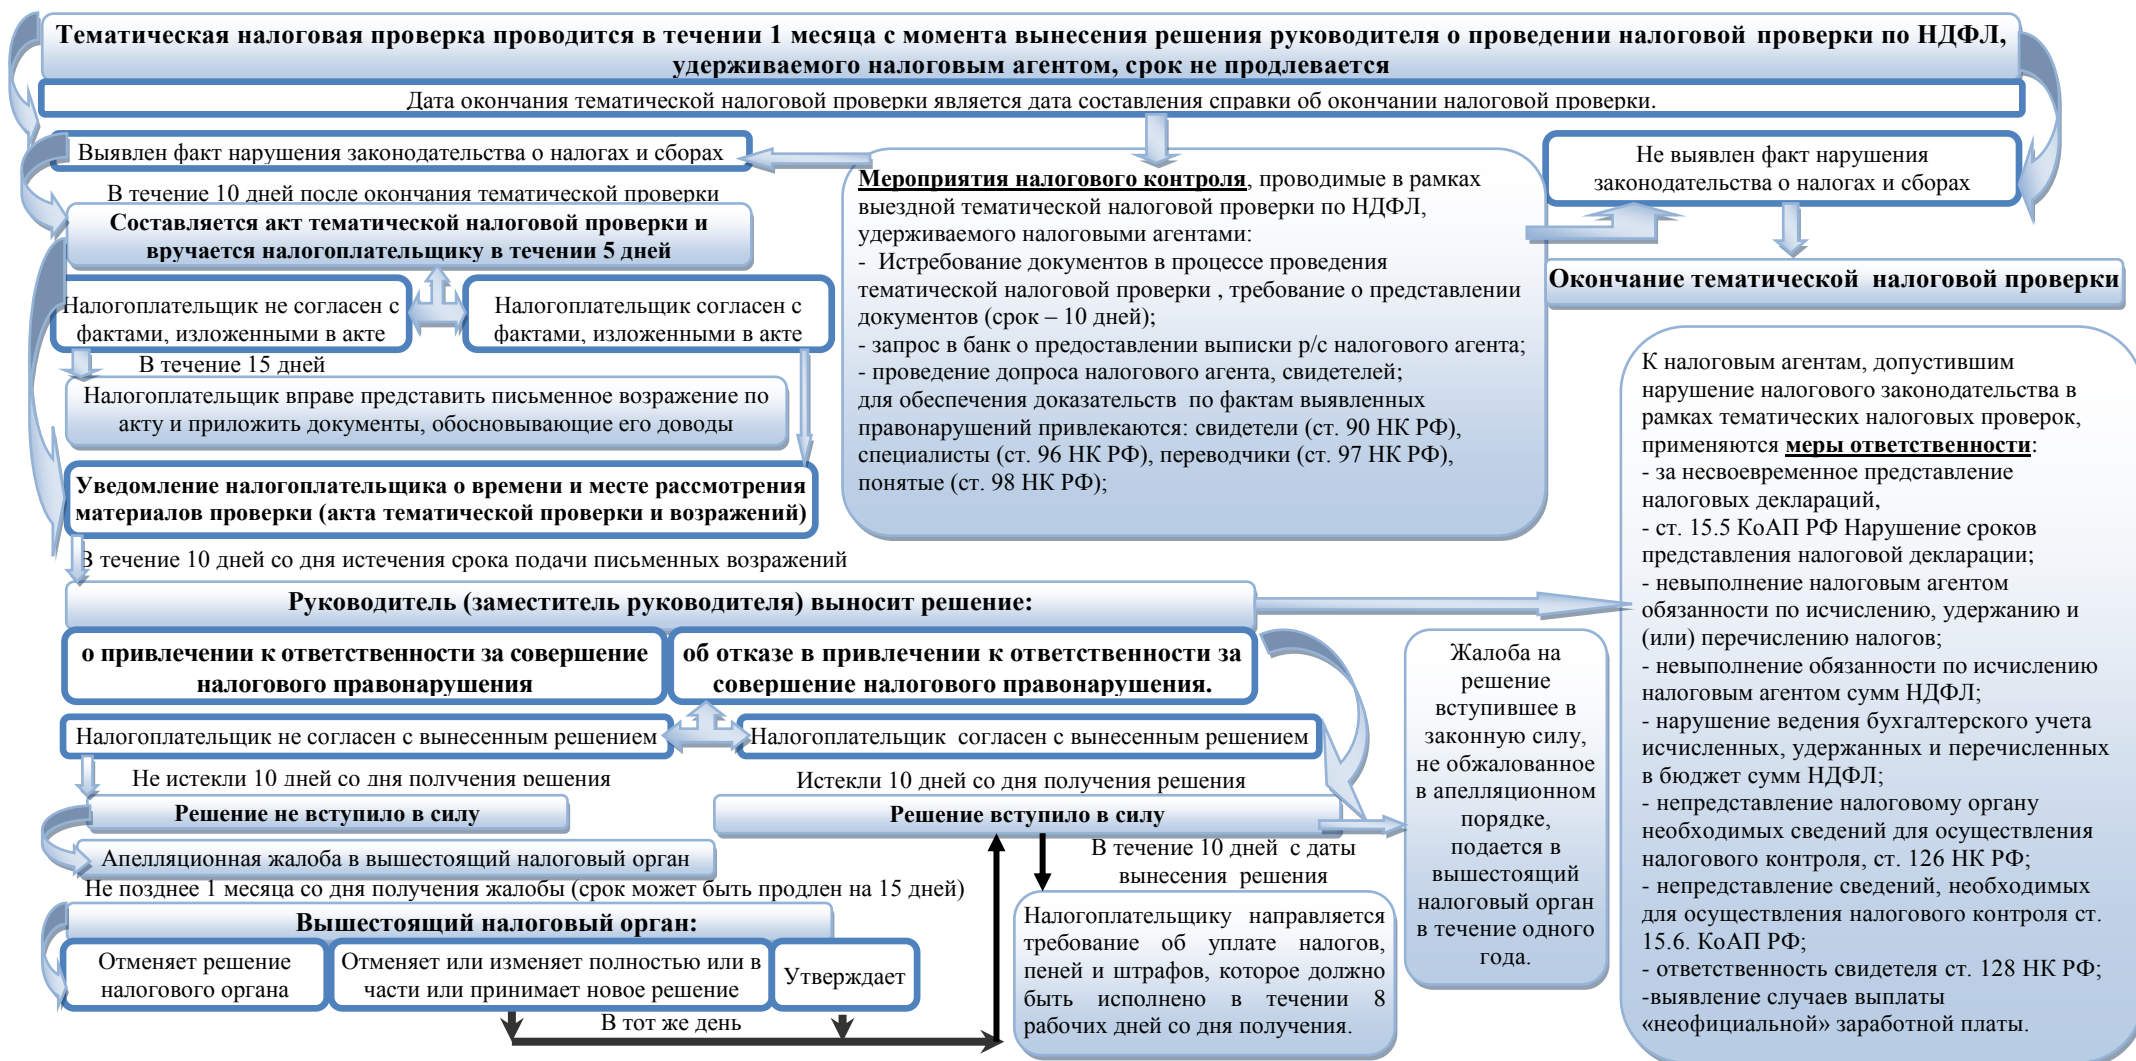 Тематическая налоговая проверка проводится в течении 1 месяца с момента вынесения решения руководителя о проведении налоговой проверки по НДФЛ,
удерживаемого налоговым агентом, срок не продлевается
Дата окончания тематической налоговой проверки является дата составления справки об окончании налоговой проверки.
Выявлен факт нарушения законодательства о налогах и сборах
В течение 10 дней после окончания тематической проверки
Составляется акт тематической налоговой проверки и
вручается налогоплательщику в течении 5 дней
Налогоплательщик не согласен с
фактами, изложенными в акте
Налогоплательщик согласен с
фактами, изложенными в акте
В течение 15 дней
Налогоплательщик вправе представить письменное возражение по
акту и приложить документы, обосновывающие его доводы
Уведомление налогоплательщика о времени и месте рассмотрения
материалов проверки (акта тематической проверки и возражений)
В течение 10 дней со дня истечения срока подачи письменных возражений
Мероприятия налогового контроля, проводимые в рамках
выездной тематической налоговой проверки по НДФЛ,
удерживаемого налоговыми агентами:
- Истребование документов в процессе проведения
тематической налоговой проверки , требование о представлении
документов (срок – 10 дней);
- запрос в банк о предоставлении выписки р/с налогового агента;
- проведение допроса налогового агента, свидетелей;
для обеспечения доказательств по фактам выявленных
правонарушений привлекаются: свидетели (ст. 90 НК РФ),
специалисты (ст. 96 НК РФ), переводчики (ст. 97 НК РФ),
понятые (ст. 98 НК РФ);
Не выявлен факт нарушения
законодательства о налогах и сборах
Окончание тематической налоговой проверки
К налоговым агентам, допустившим
нарушение налогового законодательства в
рамках тематических налоговых проверок,
применяются меры ответственности:
- за несвоевременное представление
налоговых деклараций,
- ст. 15.5 КоАП РФ Нарушение сроков
представления налоговой декларации;
- невыполнение налоговым агентом
обязанности по исчислению, удержанию и
(или) перечислению налогов;
- невыполнение обязанности по исчислению
налоговым агентом сумм НДФЛ;
- нарушение ведения бухгалтерского учета
исчисленных, удержанных и перечисленных
в бюджет сумм НДФЛ;
- непредставление налоговому органу
необходимых сведений для осуществления
налогового контроля, ст. 126 НК РФ;
- непредставление сведений, необходимых
для осуществления налогового контроля ст.
15.6. КоАП РФ;
- ответственность свидетеля ст. 128 НК РФ;
-выявление случаев выплаты
«неофициальной» заработной платы.
Руководитель (заместитель руководителя) выносит решение:
о привлечении к ответственности за совершение
налогового правонарушения
об отказе в привлечении к ответственности за
совершение налогового правонарушения.
Налогоплательщик не согласен с вынесенным решением
Налогоплательщик согласен с вынесенным решением
Не истекли 10 дней со дня получения решения
Истекли 10 дней со дня получения решения
Решение не вступило в силу
Решение вступило в силу
Апелляционная жалоба в вышестоящий налоговый орган
Не позднее 1 месяца со дня получения жалобы (срок может быть продлен на 15 дней)
Вышестоящий налоговый орган:
Отменяет решение
налогового органа
Отменяет или изменяет полностью или в
части или принимает новое решение
Утверждает
В тот же день
В течение 10 дней с даты
вынесения решения
Налогоплательщику направляется
требование об уплате налогов,
пеней и штрафов, которое должно
быть исполнено в течении 8
рабочих дней со дня получения.
Жалоба на
решение
вступившее в
законную силу,
не обжалованное
в апелляционном
порядке,
подается в
вышестоящий
налоговый орган
в течение одного
года.